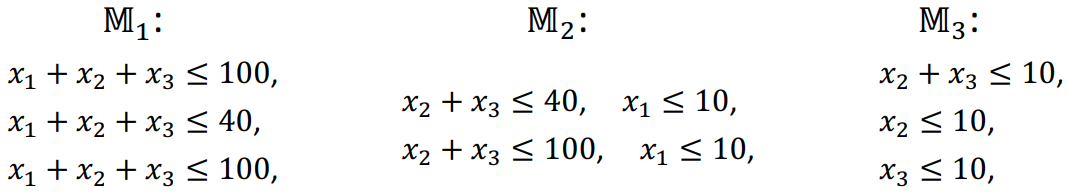 𝕄₁:
x₁ + x₂ + x₃ ≤ 100,
x₁ + x₂ + x₃ ≤ 40,
x₁ + x₂ + x₃ ≤ 100,
𝕄₂:
x₂ + x₃ ≤ 40, x₁ ≤ 10,
x₂ + x₃ ≤ 100, x₁ ≤ 10,
𝕄₃:
x₂ + x₃ ≤ 10,
x₂ ≤ 10,
x₃ ≤ 10,